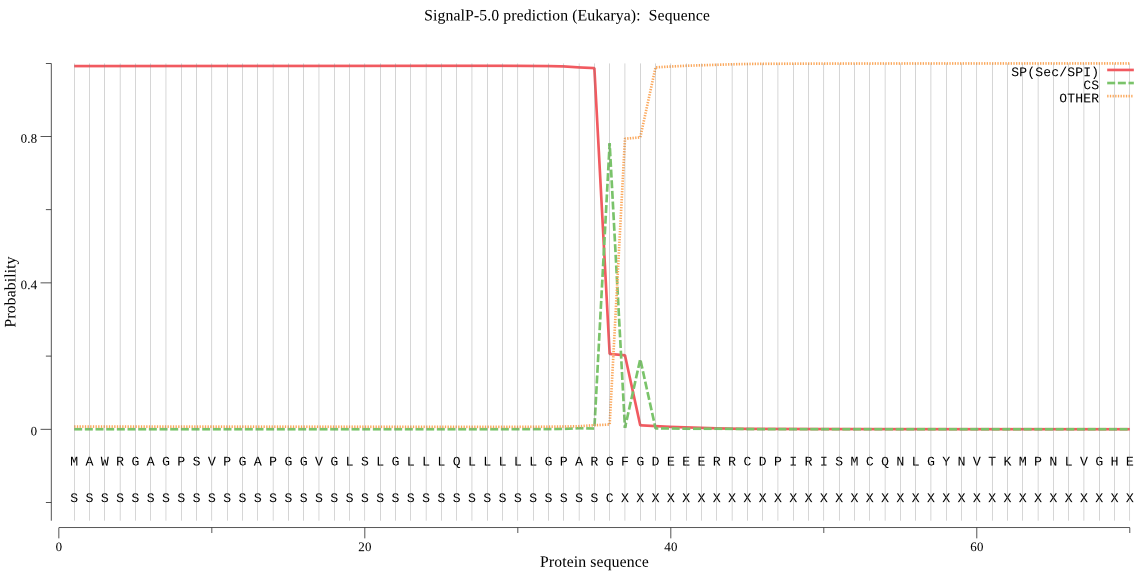 SignalP-5.0 prediction (Eukarya): Sequence
SP(Sec/SPI)
CS
OTHER
0.8
0.4
0
Probability
M A W R G A G P S V P G A P G G V G L S L G L L L Q L L L L L G P A R G F G D E E E R R C D P I R I S M C Q N L G Y N V T K M P N L V G H E
S S S S S S S S S S S S S S S S S S S S S S S S S S S S S S S S S S S C X X X X X X X X X X X X X X X X X X X X X X X X X X X X X X X X X X
0 20 40 60
Protein sequence